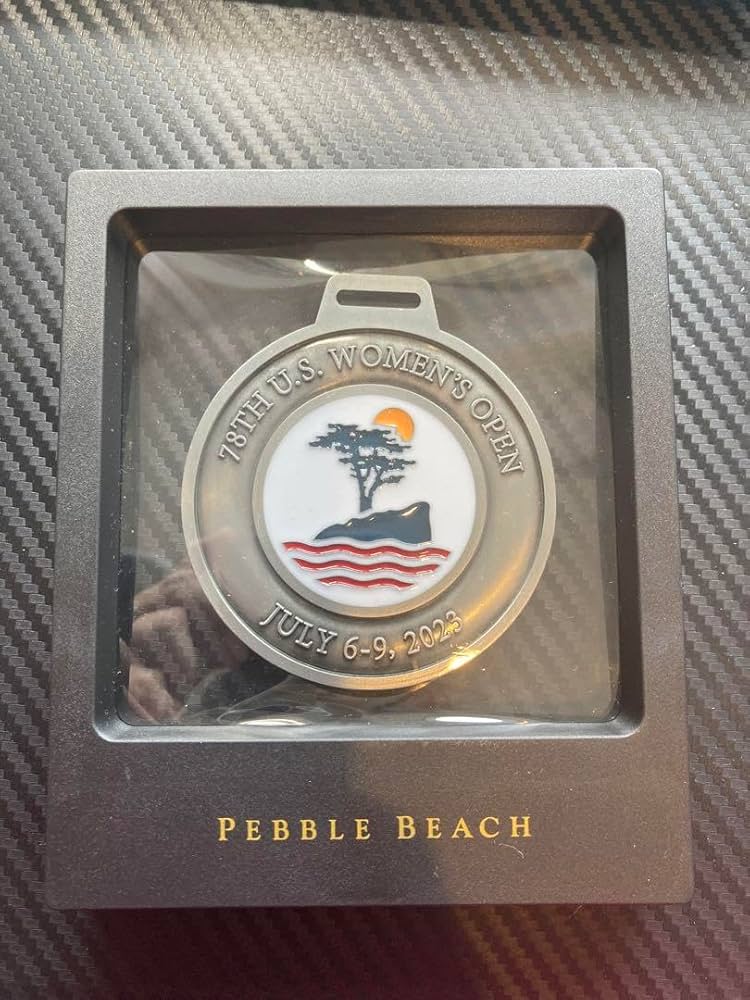 78TH U.S. WOMEN'S OPEN
JULY 6-9, 2023
PEBBLE BEACH